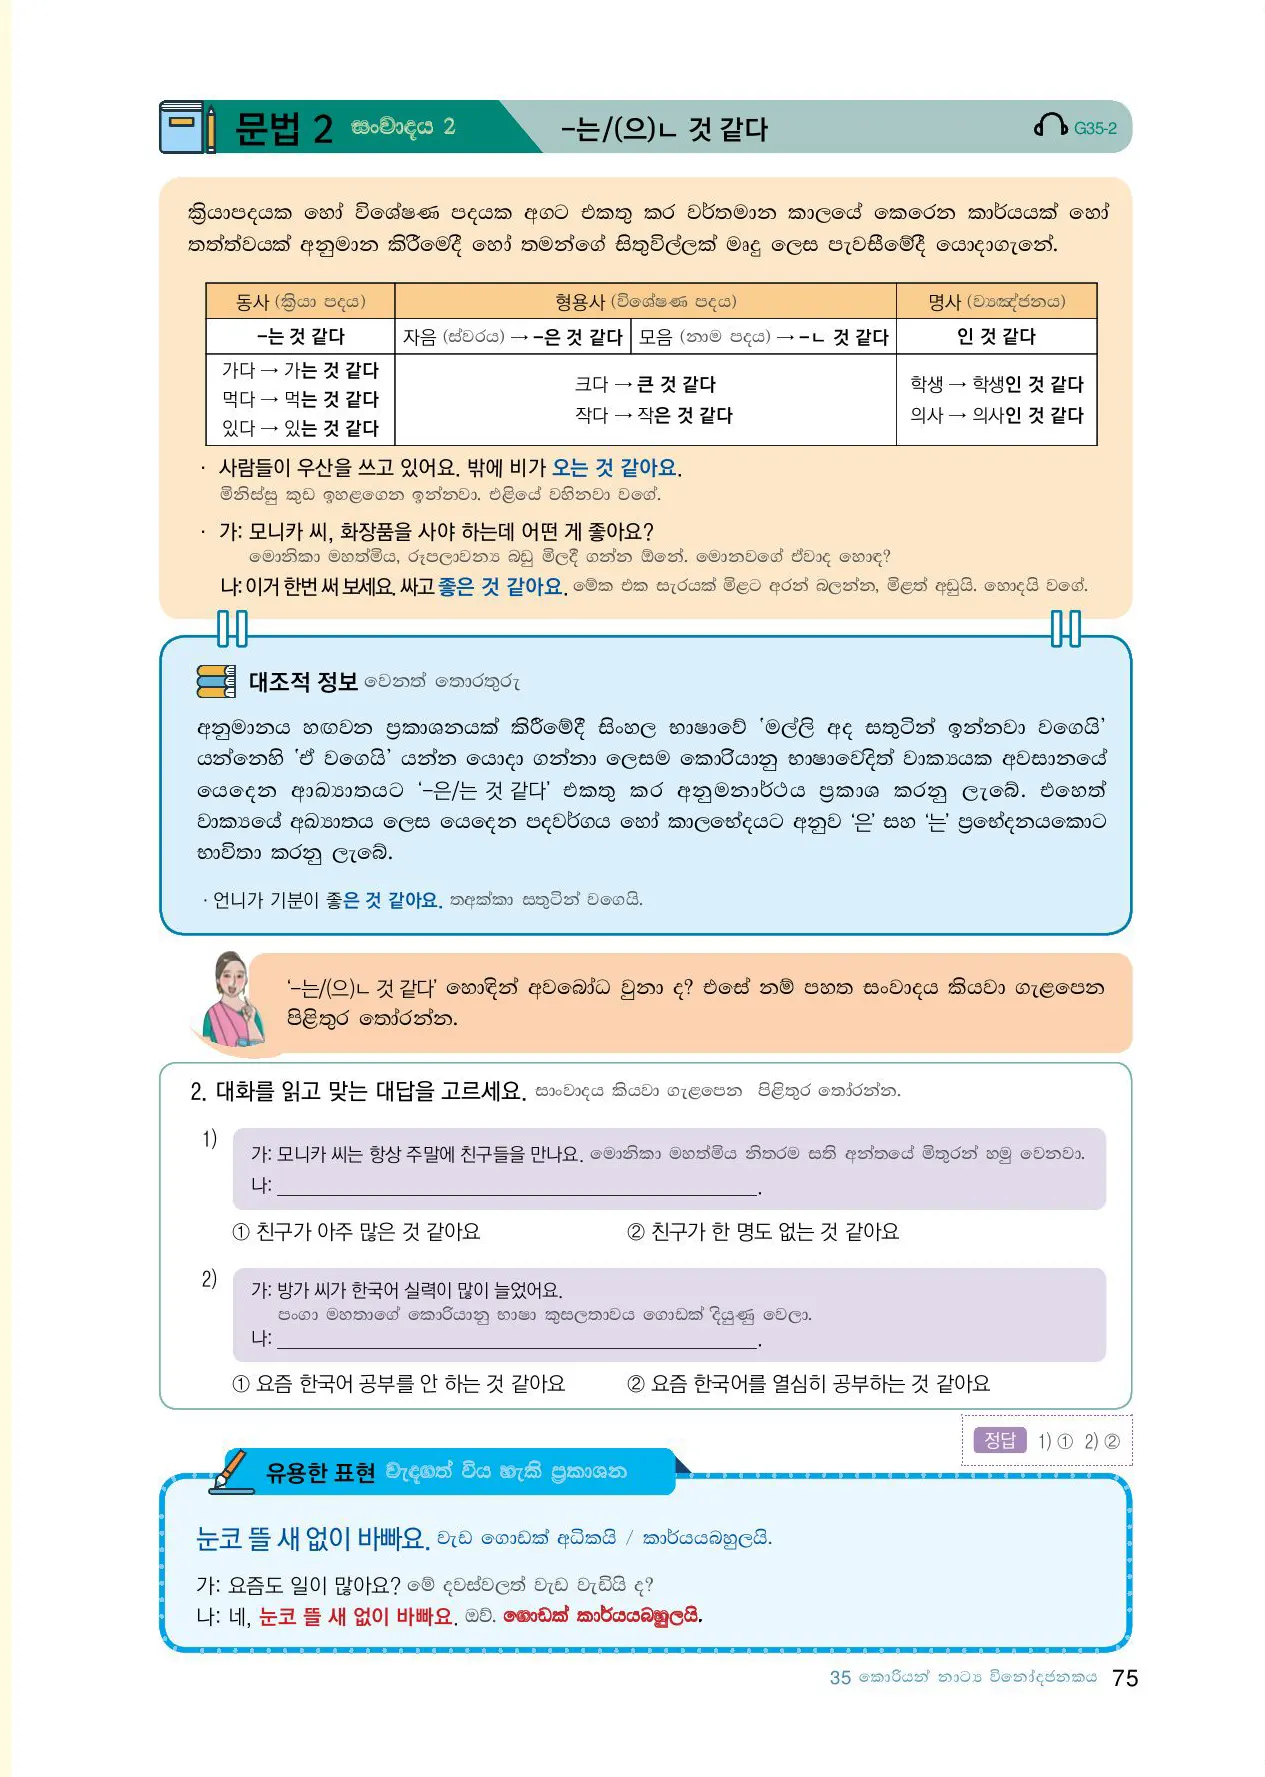 문법 2 සංවාදය 2 –는/(으)ㄴ 것 같다 G35-2
ක්‍රියාපදයක හෝ විශේෂණ පදයක අගට එකතු කර වර්තමාන කාලයේ කෙරෙන කාර්යයක් හෝ
තත්ත්වයක් අනුමාන කිරීමේදී හෝ තමන්ගේ සිතුවිල්ලක් මෘදු ලෙස පැවසීමේදී යොදාගැනේ.
동사 (ක්‍රියා පදය) 형용사 (විශේෂණ පදය) 명사 (ව්‍යඤ්ජනය)
–는 것 같다 자음 (ස්වරය) → –은 것 같다 모음 (නාම පදය) → –ㄴ 것 같다 인 것 같다
가다 → 가는 것 같다
먹다 → 먹는 것 같다
있다 → 있는 것 같다
크다 → 큰 것 같다
작다 → 작은 것 같다
학생 → 학생인 것 같다
의사 → 의사인 것 같다
· 사람들이 우산을 쓰고 있어요. 밖에 비가 오는 것 같아요.
මිනිස්සු කුඩ ඉහළගෙන ඉන්නවා. එළියේ වහිනවා වගේ.
· 가: 모니카 씨, 화장품을 사야 하는데 어떤 게 좋아요?
මොනිකා මහත්මිය, රූපලාවන්‍ය බඩු මිලදී ගන්න ඕනේ. මොනවගේ ඒවාද හොඳ?
나: 이거 한번 써 보세요. 싸고 좋은 것 같아요. මේක එක සැරයක් මිළට අරන් බලන්න, මිළත් අඩුයි. හොදයි වගේ.
대조적 정보 වෙනත් තොරතුරු
අනුමානය හඟවන ප්‍රකාශනයක් කිරීමේදී සිංහල භාෂාවේ ‘මල්ලි අද සතුටින් ඉන්නවා වගෙයි’
යන්නෙහි ‘ඒ වගෙයි’ යන්න යොදා ගන්නා ලෙසම කොරියානු භාෂාවෙදිත් වාක්‍යයක අවසානයේ
යෙදෙන ආඛ්‍යාතයට ‘–은/는 것 같다’ එකතු කර අනුමනාර්ථය ප්‍රකාශ කරනු ලැබේ. එහෙත්
වාක්‍යයේ අඛ්‍යාතය ලෙස යෙදෙන පදවර්ගය හෝ කාලභේදයට අනුව ‘은’ සහ ‘는’ ප්‍රභේදනයකොට
භාවිතා කරනු ලැබේ.
· 언니가 기분이 좋은 것 같아요. තඅක්කා සතුටින් වගෙයි.
‘–는/(으)ㄴ 것 같다’ හොඳින් අවබෝධ වුනා ද? එසේ නම් පහත සංවාදය කියවා ගැළපෙන
පිළිතුර තෝරන්න.
2. 대화를 읽고 맞는 대답을 고르세요. සාංවාදය කියවා ගැළපෙන පිළිතුර තෝරන්න.
1)
가: 모니카 씨는 항상 주말에 친구들을 만나요. මොනිකා මහත්මිය නිතරම සති අන්තයේ මිතුරන් හමු වෙනවා.
나: .
① 친구가 아주 많은 것 같아요 ② 친구가 한 명도 없는 것 같아요
2)
가: 방가 씨가 한국어 실력이 많이 늘었어요.
පංගා මහතාගේ කොරියානු භාෂා කුසලතාවය ගොඩක් දියුණු වෙලා.
나: .
① 요즘 한국어 공부를 안 하는 것 같아요 ② 요즘 한국어를 열심히 공부하는 것 같아요
정답 1) ① 2) ②
유용한 표현 වැදගත් විය හැකි ප්‍රකාශන
눈코 뜰 새 없이 바빠요. වැඩ ගොඩක් අධිකයි / කාර්යයබහුලයි.
가: 요즘도 일이 많아요? මේ දවස්වලත් වැඩ වැඩියි ද?
나: 네, 눈코 뜰 새 없이 바빠요. ඔව්. ගොඩක් කාර්යයබහුලයි.
35 කොරියන් නාට්‍ය විනෝදජනකය 75